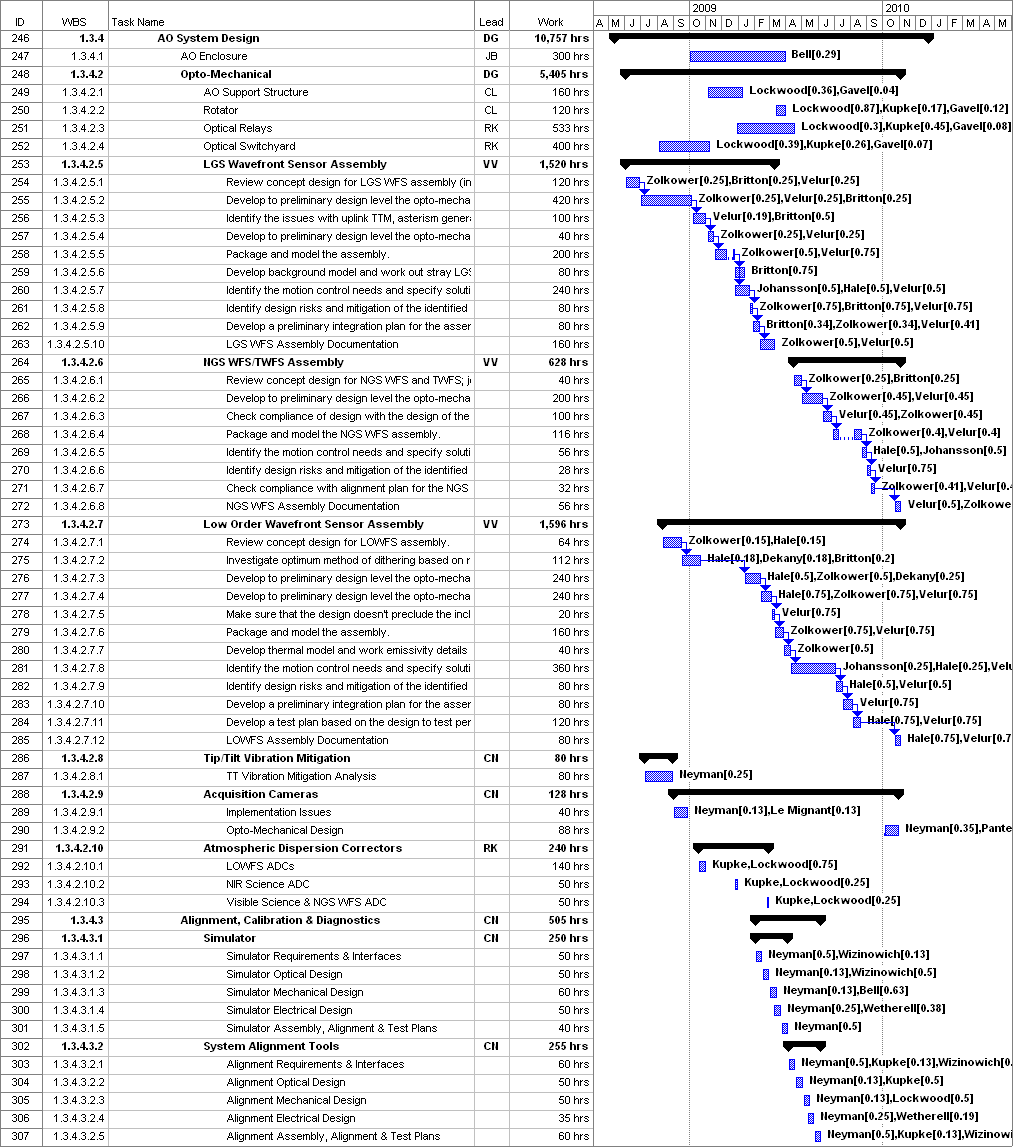 2009 2010
ID WBS Task Name Lead Work A M J J A S O N D J F M A M J J A S O N D J F M A M
246 1.3.4 AO System Design DG 10,757 hrs
247 1.3.4.1 AO Enclosure JB 300 hrs Bell[0.29]
248 1.3.4.2 Opto-Mechanical DG 5,405 hrs
249 1.3.4.2.1 AO Support Structure CL 160 hrs Lockwood[0.36],Gavel[0.04]
250 1.3.4.2.2 Rotator CL 120 hrs Lockwood[0.87],Kupke[0.17],Gavel[0.12]
251 1.3.4.2.3 Optical Relays RK 533 hrs Lockwood[0.3],Kupke[0.45],Gavel[0.08]
252 1.3.4.2.4 Optical Switchyard RK 400 hrs Lockwood[0.39],Kupke[0.26],Gavel[0.07]
253 1.3.4.2.5 LGS Wavefront Sensor Assembly VV 1,520 hrs
254 1.3.4.2.5.1 Review concept design for LGS WFS assembly (in 120 hrs Zolkower[0.25],Britton[0.25],Velur[0.25]
255 1.3.4.2.5.2 Develop to preliminary design level the opto-mecha 420 hrs Zolkower[0.25],Velur[0.25],Britton[0.25]
256 1.3.4.2.5.3 Identify the issues with uplink TTM, asterism gener 100 hrs Velur[0.19],Britton[0.5]
257 1.3.4.2.5.4 Develop to preliminary design level the opto-mecha 40 hrs Zolkower[0.25],Velur[0.25]
258 1.3.4.2.5.5 Package and model the assembly. 200 hrs Zolkower[0.5],Velur[0.75]
259 1.3.4.2.5.6 Develop background model and work out stray LGS 80 hrs Britton[0.75]
260 1.3.4.2.5.7 Identify the motion control needs and specify soluti 240 hrs Johansson[0.5],Hale[0.5],Velur[0.5]
261 1.3.4.2.5.8 Identify design risks and mitigation of the identified 80 hrs Zolkower[0.75],Britton[0.75],Velur[0.75]
262 1.3.4.2.5.9 Develop a preliminary integration plan for the asser 80 hrs Britton[0.34],Zolkower[0.34],Velur[0.41]
263 1.3.4.2.5.10 LGS WFS Assembly Documentation 160 hrs Zolkower[0.5],Velur[0.5]
264 1.3.4.2.6 NGS WFS/TWFS Assembly VV 628 hrs
265 1.3.4.2.6.1 Review concept design for NGS WFS and TWFS; j 40 hrs Zolkower[0.25],Britton[0.25]
266 1.3.4.2.6.2 Develop to preliminary design level the opto-mecha 200 hrs Zolkower[0.45],Velur[0.45]
267 1.3.4.2.6.3 Check compliance of design with the design of the 100 hrs Velur[0.45],Zolkower[0.45]
268 1.3.4.2.6.4 Package and model the NGS WFS assembly. 116 hrs Zolkower[0.4],Velur[0.4]
269 1.3.4.2.6.5 Identify the motion control needs and specify soluti 56 hrs Hale[0.5],Johansson[0.5]
270 1.3.4.2.6.6 Identify design risks and mitigation of the identified 28 hrs Velur[0.75]
271 1.3.4.2.6.7 Check compliance with alignment plan for the NGS 32 hrs Zolkower[0.41],Velur[0.4
272 1.3.4.2.6.8 NGS WFS Assembly Documentation 56 hrs Velur[0.5],Zolkowe
273 1.3.4.2.7 Low Order Wavefront Sensor Assembly VV 1,596 hrs
274 1.3.4.2.7.1 Review concept design for LOWFS assembly. 64 hrs Zolkower[0.15],Hale[0.15]
275 1.3.4.2.7.2 Investigate optimum method of dithering based on r 112 hrs Hale[0.18],Dekany[0.18],Britton[0.2]
276 1.3.4.2.7.3 Develop to preliminary design level the opto-mecha 240 hrs Hale[0.5],Zolkower[0.5],Dekany[0.25]
277 1.3.4.2.7.4 Develop to preliminary design level the opto-mecha 240 hrs Hale[0.75],Zolkower[0.75],Velur[0.75]
278 1.3.4.2.7.5 Make sure that the design doesn't preclude the incl 20 hrs Velur[0.75]
279 1.3.4.2.7.6 Package and model the assembly. 160 hrs Zolkower[0.75],Velur[0.75]
280 1.3.4.2.7.7 Develop thermal model and work emissivity details 40 hrs Zolkower[0.5]
281 1.3.4.2.7.8 Identify the motion control needs and specify soluti 360 hrs Johansson[0.25],Hale[0.25],Velu
282 1.3.4.2.7.9 Identify design risks and mitigation of the identified 80 hrs Hale[0.5],Velur[0.5]
283 1.3.4.2.7.10 Develop a preliminary integration plan for the asser 80 hrs Velur[0.75]
284 1.3.4.2.7.11 Develop a test plan based on the design to test per 120 hrs Hale[0.75],Velur[0.75]
285 1.3.4.2.7.12 LOWFS Assembly Documentation 80 hrs Hale[0.75],Velur[0.7
286 1.3.4.2.8 Tip/Tilt Vibration Mitigation CN 80 hrs
287 1.3.4.2.8.1 TT Vibration Mitigation Analysis 80 hrs Neyman[0.25]
288 1.3.4.2.9 Acquisition Cameras CN 128 hrs
289 1.3.4.2.9.1 Implementation Issues 40 hrs Neyman[0.13],Le Mignant[0.13]
290 1.3.4.2.9.2 Opto-Mechanical Design 88 hrs Neyman[0.35],Pante
291 1.3.4.2.10 Atmospheric Dispersion Correctors RK 240 hrs
292 1.3.4.2.10.1 LOWFS ADCs 140 hrs Kupke,Lockwood[0.75]
293 1.3.4.2.10.2 NIR Science ADC 50 hrs Kupke,Lockwood[0.25]
294 1.3.4.2.10.3 Visible Science & NGS WFS ADC 50 hrs Kupke,Lockwood[0.25]
295 1.3.4.3 Alignment, Calibration & Diagnostics CN 505 hrs
296 1.3.4.3.1 Simulator CN 250 hrs
297 1.3.4.3.1.1 Simulator Requirements & Interfaces 50 hrs Neyman[0.5],Wizinowich[0.13]
298 1.3.4.3.1.2 Simulator Optical Design 50 hrs Neyman[0.13],Wizinowich[0.5]
299 1.3.4.3.1.3 Simulator Mechanical Design 60 hrs Neyman[0.13],Bell[0.63]
300 1.3.4.3.1.4 Simulator Electrical Design 50 hrs Neyman[0.25],Wetherell[0.38]
301 1.3.4.3.1.5 Simulator Assembly, Alignment & Test Plans 40 hrs Neyman[0.5]
302 1.3.4.3.2 System Alignment Tools CN 255 hrs
303 1.3.4.3.2.1 Alignment Requirements & Interfaces 60 hrs Neyman[0.5],Kupke[0.13],Wizinowich[0.
304 1.3.4.3.2.2 Alignment Optical Design 50 hrs Neyman[0.13],Kupke[0.5]
305 1.3.4.3.2.3 Alignment Mechanical Design 50 hrs Neyman[0.13],Lockwood[0.5]
306 1.3.4.3.2.4 Alignment Electrical Design 35 hrs Neyman[0.25],Wetherell[0.19]
307 1.3.4.3.2.5 Alignment Assembly, Alignment & Test Plans 60 hrs Neyman[0.5],Kupke[0.13],Wizinowi